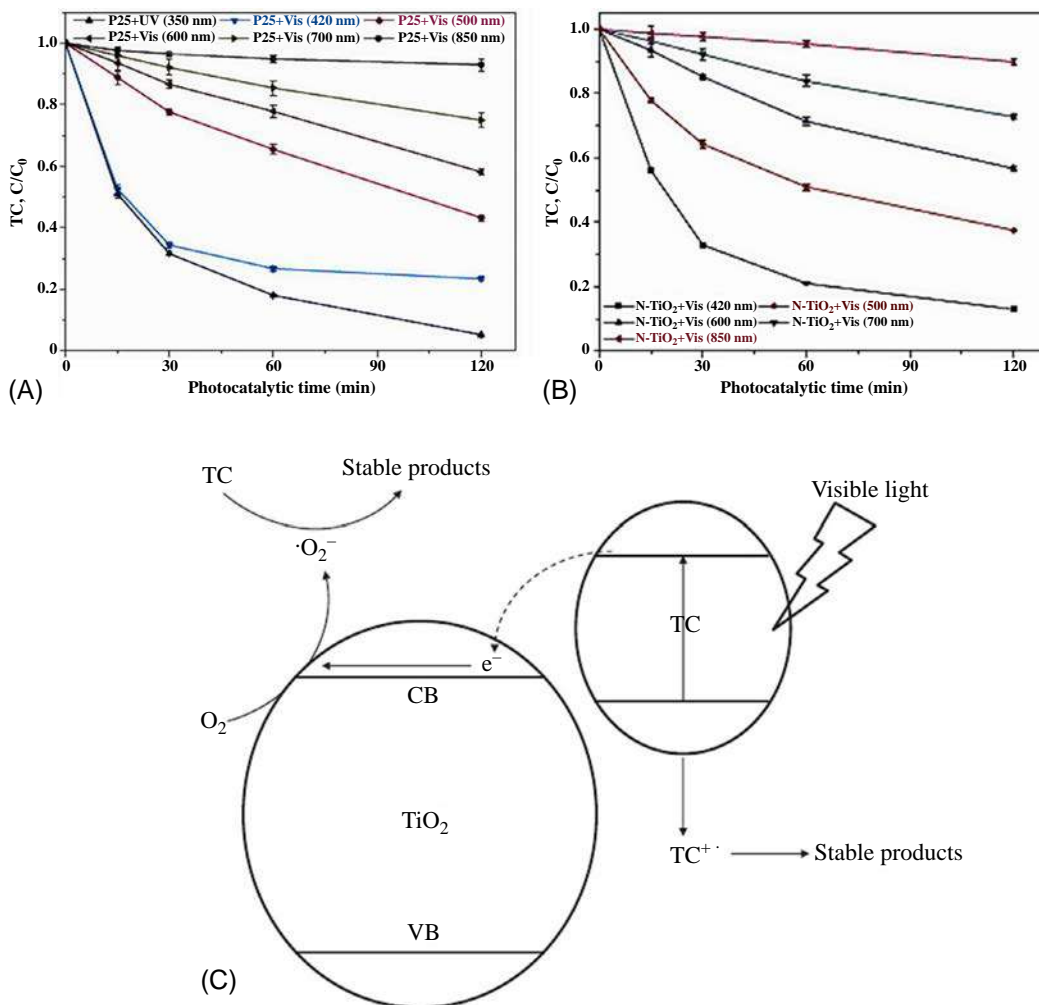 P25+UV (350 nm) P25+Vis (420 nm) P25+Vis (500 nm)
P25+Vis (600 nm) P25+Vis (700 nm) P25+Vis (850 nm)
TC, C/C₀
1.0
0.8
0.6
0.4
0.2
0
0 30 60 90 120
Photocatalytic time (min)
(A)
TC, C/C₀
1.0
0.8
0.6
0.4
0.2
0
N-TiO₂+Vis (420 nm) N-TiO₂+Vis (500 nm)
N-TiO₂+Vis (600 nm) N-TiO₂+Vis (700 nm)
N-TiO₂+Vis (850 nm)
0 30 60 90 120
Photocatalytic time (min)
(B)
TC
Stable products
Visible light
·O₂⁻
TC
e⁻
CB
O₂
TiO₂
TC⁺·
Stable products
VB
(C)